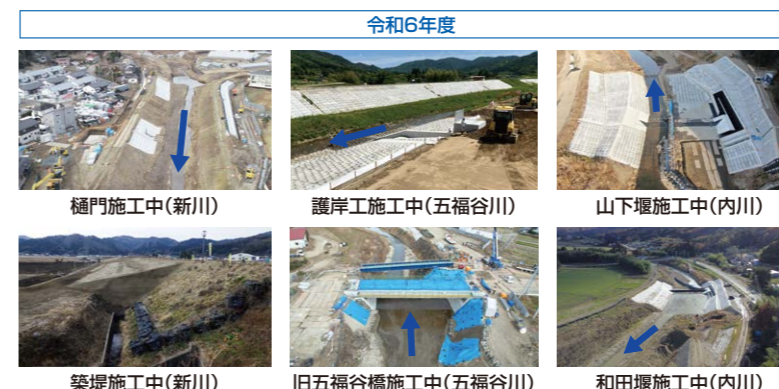 令和6年度
樋門施工中(新川)
護岸工施工中(五福谷川)
山下堰施工中(内川)
築堤施工中(新川)
旧五福谷橋施工中(五福谷川)
和田堰施工中(内川)